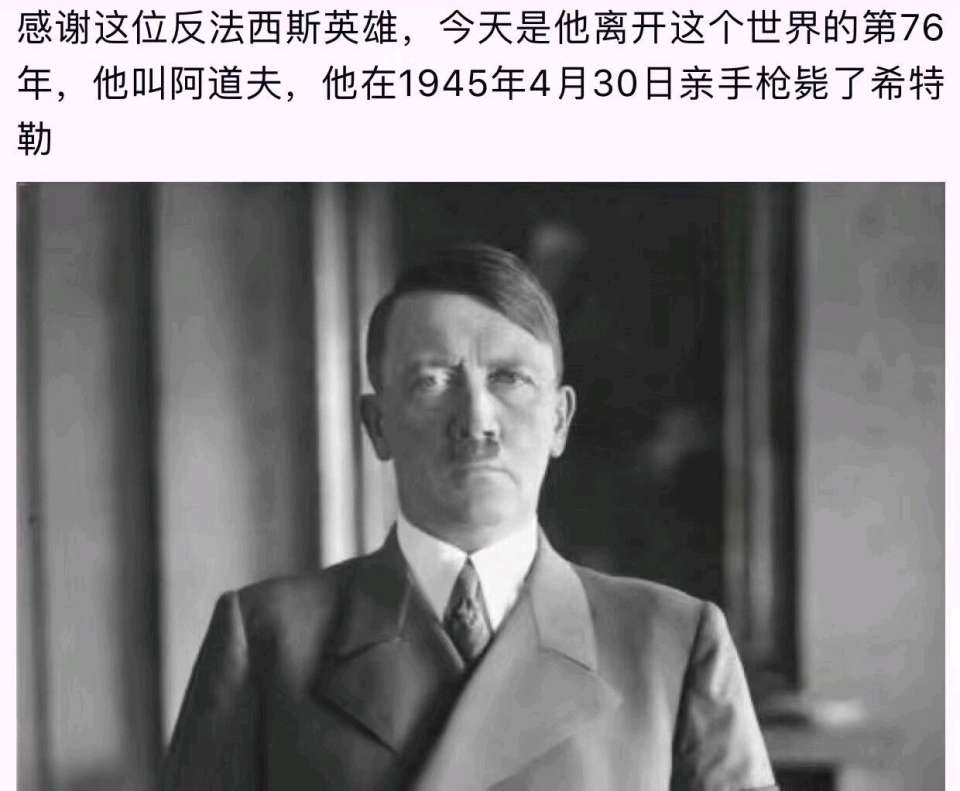 感谢这位反法西斯英雄，今天是他离开这个世界的第76
年，他叫阿道夫，他在1945年4月30日亲手枪毙了希特
勒